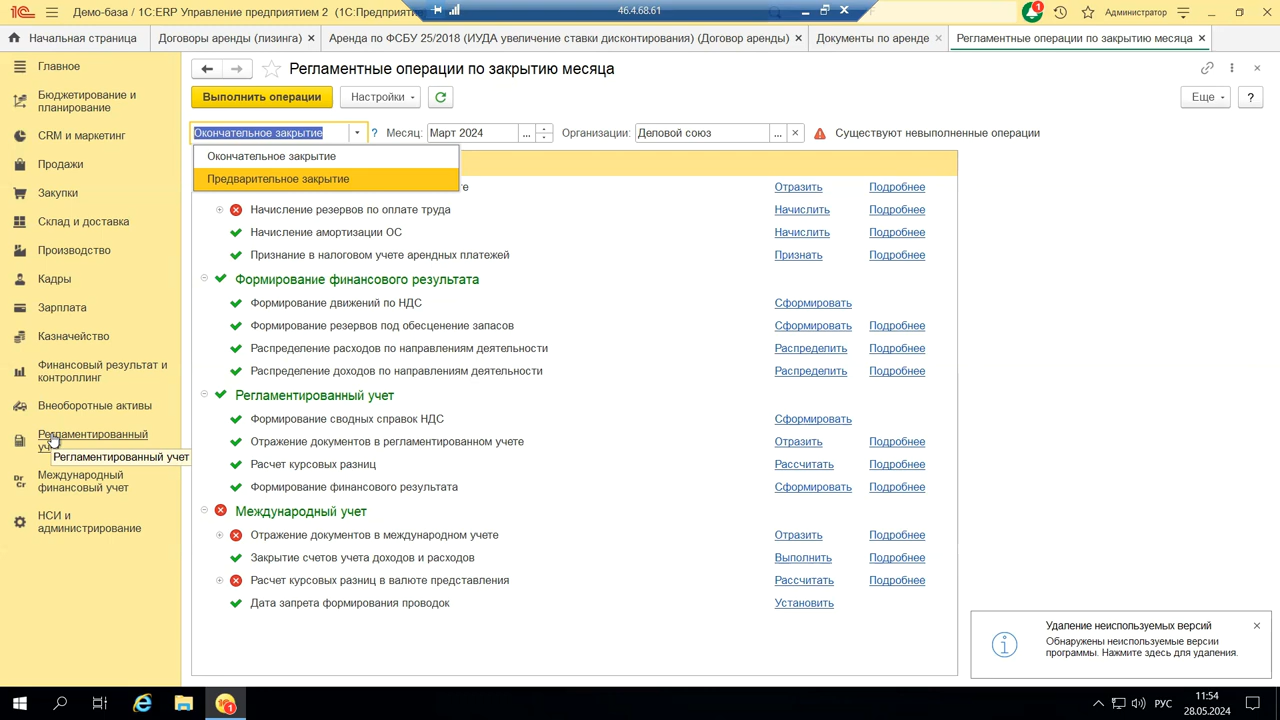 Демо-база / 1С:ERP Управление предприятием 2 (1С:Предприяти
46.4.68.61
1
Администратор
Начальная страница
Договоры аренды (лизинга)
Аренда по ФСБУ 25/2018 (ИУДА увеличение ставки дисконтирования) (Договор аренды)
Документы по аренде
Регламентные операции по закрытию месяца
Главное
Бюджетирование и
планирование
CRM и маркетинг
Продажи
Закупки
Склад и доставка
Производство
Кадры
Зарплата
Казначейство
Финансовый результат и
контроллинг
Внеоборотные активы
Регламентированный
Регламентированный учет
Международный
финансовый учет
НСИ и
администрирование
Регламентные операции по закрытию месяца
Выполнить операции
Настройки
Еще
?
Окончательное закрытие
?
Месяц: Март 2024
Организации: Деловой союз
Существуют невыполненные операции
Окончательное закрытие
Предварительное закрытие
те Отразить Подробнее
Начисление резервов по оплате труда Начислить Подробнее
Начисление амортизации ОС Начислить Подробнее
Признание в налоговом учете арендных платежей Признать Подробнее
Формирование финансового результата
Формирование движений по НДС Сформировать
Формирование резервов под обесценение запасов Сформировать Подробнее
Распределение расходов по направлениям деятельности Распределить Подробнее
Распределение доходов по направлениям деятельности Распределить Подробнее
Регламентированный учет
Формирование сводных справок НДС Сформировать
Отражение документов в регламентированном учете Отразить Подробнее
Расчет курсовых разниц Рассчитать Подробнее
Формирование финансового результата Сформировать Подробнее
Международный учет
Отражение документов в международном учете Отразить Подробнее
Закрытие счетов учета доходов и расходов Выполнить Подробнее
Расчет курсовых разниц в валюте представления Рассчитать Подробнее
Дата запрета формирования проводок Установить
Удаление неиспользуемых версий
Обнаружены неиспользуемые версии
программы. Нажмите здесь для удаления.
РУС
11:54
28.05.2024